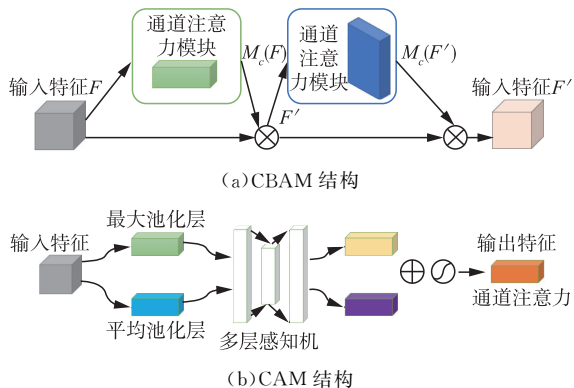 通道注意
力模块
通道
注意
力模块
M_c(F)
M_c(F′)
输入特征F
F′
输入特征F′
(a)CBAM 结构
最大池化层
输入特征
输出特征
平均池化层
通道注意力
多层感知机
(b)CAM 结构